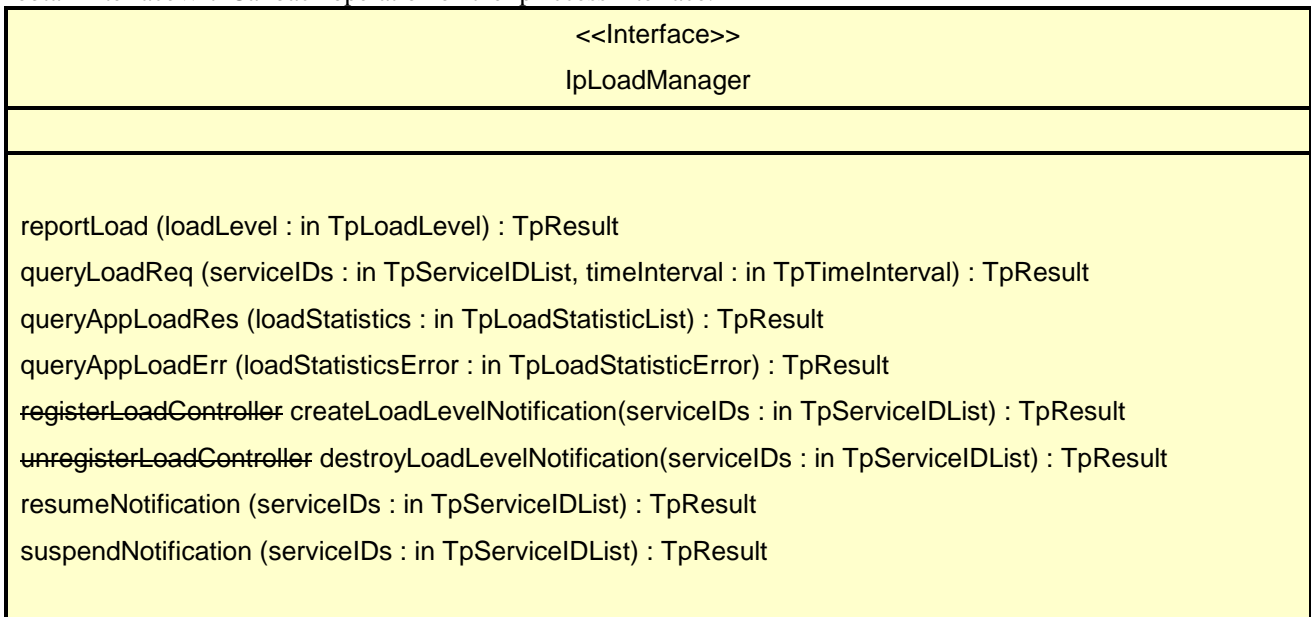 <<Interface>>
IpLoadManager
reportLoad (loadLevel : in TpLoadLevel) : TpResult
queryLoadReq (serviceIDs : in TpServiceIDList, timeInterval : in TpTimeInterval) : TpResult
queryAppLoadRes (loadStatistics : in TpLoadStatisticList) : TpResult
queryAppLoadErr (loadStatisticsError : in TpLoadStatisticError) : TpResult
registerLoadController createLoadLevelNotification(serviceIDs : in TpServiceIDList) : TpResult
unregisterLoadController destroyLoadLevelNotification(serviceIDs : in TpServiceIDList) : TpResult
resumeNotification (serviceIDs : in TpServiceIDList) : TpResult
suspendNotification (serviceIDs : in TpServiceIDList) : TpResult